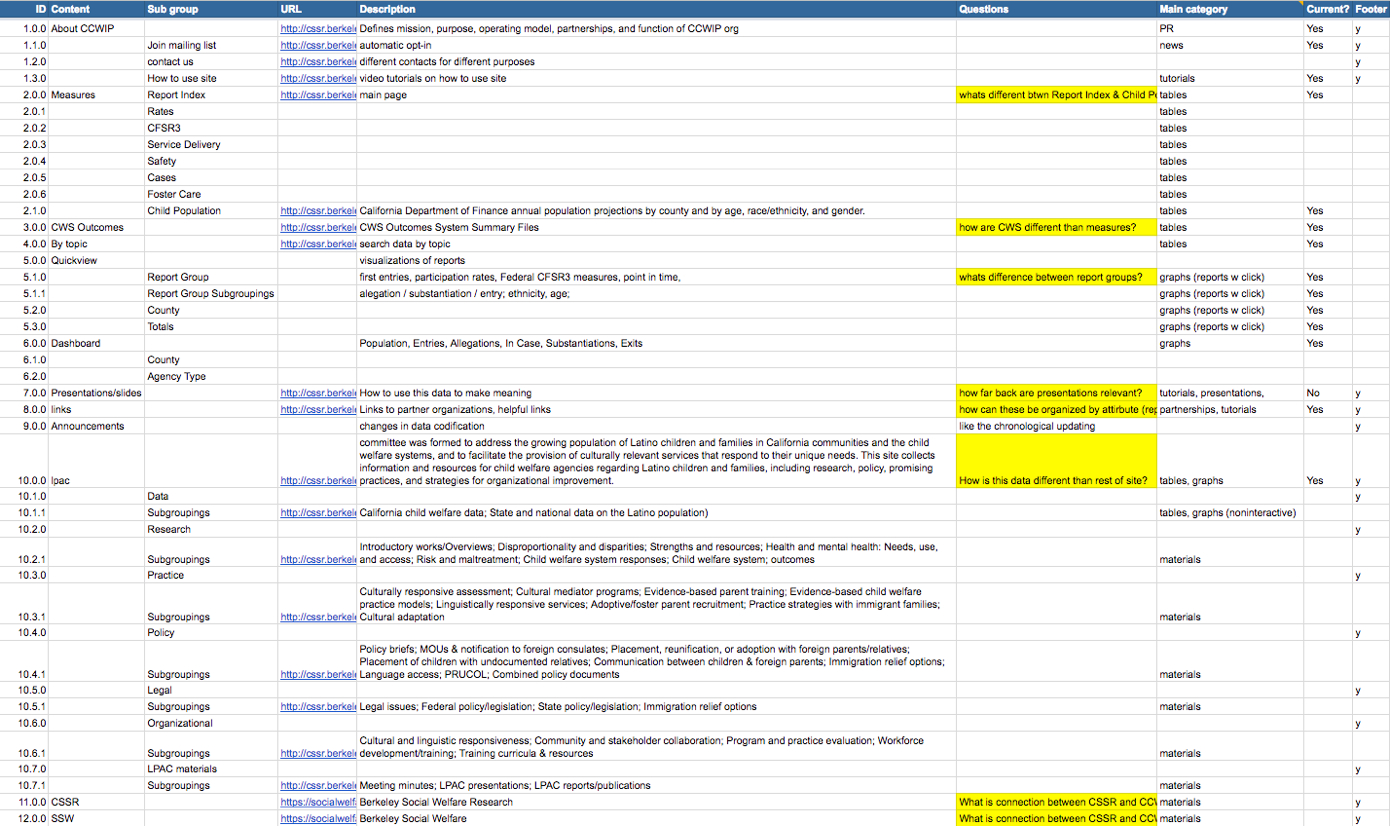 ID Content Sub group URL Description Questions Main category Current? Footer
1.0.0 About CCWIP http://cssr.berkel Defines mission, purpose, operating model, partnerships, and function of CCWIP org PR Yes y
1.1.0 Join mailing list http://cssr.berkel automatic opt-in news Yes y
1.2.0 contact us http://cssr.berkel different contacts for different purposes y
1.3.0 How to use site http://cssr.berkel video tutorials on how to use site tutorials Yes y
2.0.0 Measures Report Index http://cssr.berkel main page whats different btwn Report Index & Child Po tables Yes
2.0.1 Rates tables
2.0.2 CFSR3 tables
2.0.3 Service Delivery tables
2.0.4 Safety tables
2.0.5 Cases tables
2.0.6 Foster Care tables
2.1.0 Child Population http://cssr.berkel California Department of Finance annual population projections by county and by age, race/ethnicity, and gender. tables Yes
3.0.0 CWS Outcomes http://cssr.berkel CWS Outcomes System Summary Files how are CWS different than measures? tables Yes
4.0.0 By topic http://cssr.berkel search data by topic tables Yes
5.0.0 Quickview visualizations of reports
5.1.0 Report Group first entries, participation rates, Federal CFSR3 measures, point in time, whats difference between report groups? graphs (reports w click) Yes
5.1.1 Report Group Subgroupings alegation / substantiation / entry; ethnicity, age; graphs (reports w click) Yes
5.2.0 County graphs (reports w click) Yes
5.3.0 Totals graphs (reports w click) Yes
6.0.0 Dashboard Population, Entries, Allegations, In Case, Substantiations, Exits graphs Yes
6.1.0 County
6.2.0 Agency Type
7.0.0 Presentations/slides http://cssr.berkel How to use this data to make meaning how far back are presentations relevant? tutorials, presentations, No y
8.0.0 links http://cssr.berkel Links to partner organizations, helpful links how can these be organized by attirbute (rep partnerships, tutorials Yes y
9.0.0 Announcements changes in data codification like the chronological updating y
committee was formed to address the growing population of Latino children and families in California communities and the child
welfare systems, and to facilitate the provision of culturally relevant services that respond to their unique needs. This site collects
information and resources for child welfare agencies regarding Latino children and families, including research, policy, promising
10.0.0 lpac http://cssr.berkel practices, and strategies for organizational improvement. How is this data different than rest of site? tables, graphs Yes y
10.1.0 Data y
10.1.1 Subgroupings http://cssr.berkel California child welfare data; State and national data on the Latino population) tables, graphs (noninteractive)
10.2.0 Research y
Introductory works/Overviews; Disproportionality and disparities; Strengths and resources; Health and mental health: Needs, use,
10.2.1 Subgroupings http://cssr.berkel and access; Risk and maltreatment; Child welfare system responses; Child welfare system; outcomes materials
10.3.0 Practice y
Culturally responsive assessment; Cultural mediator programs; Evidence-based parent training; Evidence-based child welfare
practice models; Linguistically responsive services; Adoptive/foster parent recruitment; Practice strategies with immigrant families;
10.3.1 Subgroupings http://cssr.berkel Cultural adaptation materials
10.4.0 Policy y
Policy briefs; MOUs & notification to foreign consulates; Placement, reunification, or adoption with foreign parents/relatives;
Placement of children with undocumented relatives; Communication between children & foreign parents; Immigration relief options;
10.4.1 Subgroupings http://cssr.berkel Language access; PRUCOL; Combined policy documents materials
10.5.0 Legal y
10.5.1 Subgroupings http://cssr.berkel Legal issues; Federal policy/legislation; State policy/legislation; Immigration relief options materials
10.6.0 Organizational y
Cultural and linguistic responsiveness; Community and stakeholder collaboration; Program and practice evaluation; Workforce
10.6.1 Subgroupings http://cssr.berkel development/training; Training curricula & resources materials
10.7.0 LPAC materials y
10.7.1 Subgroupings http://cssr.berkel Meeting minutes; LPAC presentations; LPAC reports/publications materials
11.0.0 CSSR https://socialwelfa Berkeley Social Welfare Research What is connection between CSSR and CCW materials y
12.0.0 SSW https://socialwelfa Berkeley Social Welfare What is connection between CSSR and CCW materials y